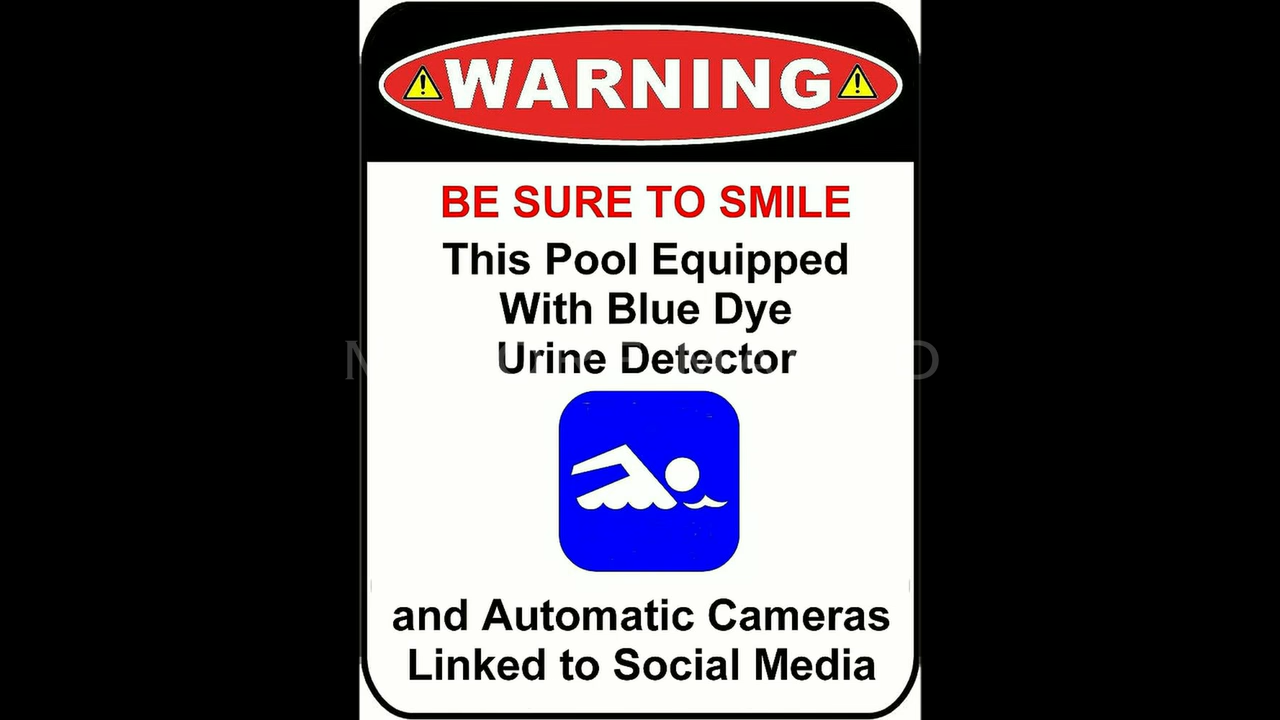 WARNING
BE SURE TO SMILE
This Pool Equipped
With Blue Dye
Urine Detector
and Automatic Cameras
Linked to Social Media